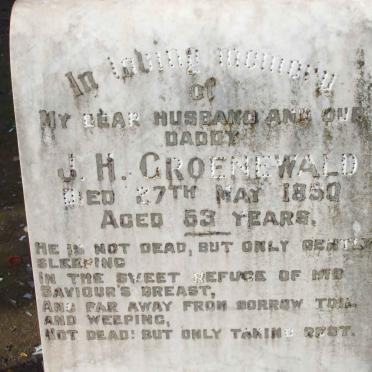 In loving memory
of
MY DEAR HUSBAND AND OUR
DADDY
J. H. GROENEWALD
DIED 27TH MAY 1950
AGED 53 YEARS.
HE IS NOT DEAD, BUT ONLY GENTLY
SLEEPING
IN THE SWEET REFUGE OF HIS
SAVIOUR'S BREAST,
AND FAR AWAY FROM SORROW TOIL
AND WEEPING,
NOT DEAD! BUT ONLY TAKING REST.